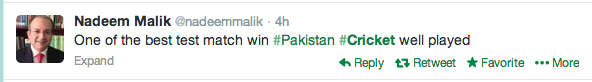 Nadeem Malik @nadeemmalik · 4h
One of the best test match win #Pakistan #Cricket well played
Expand Reply Retweet Favorite More